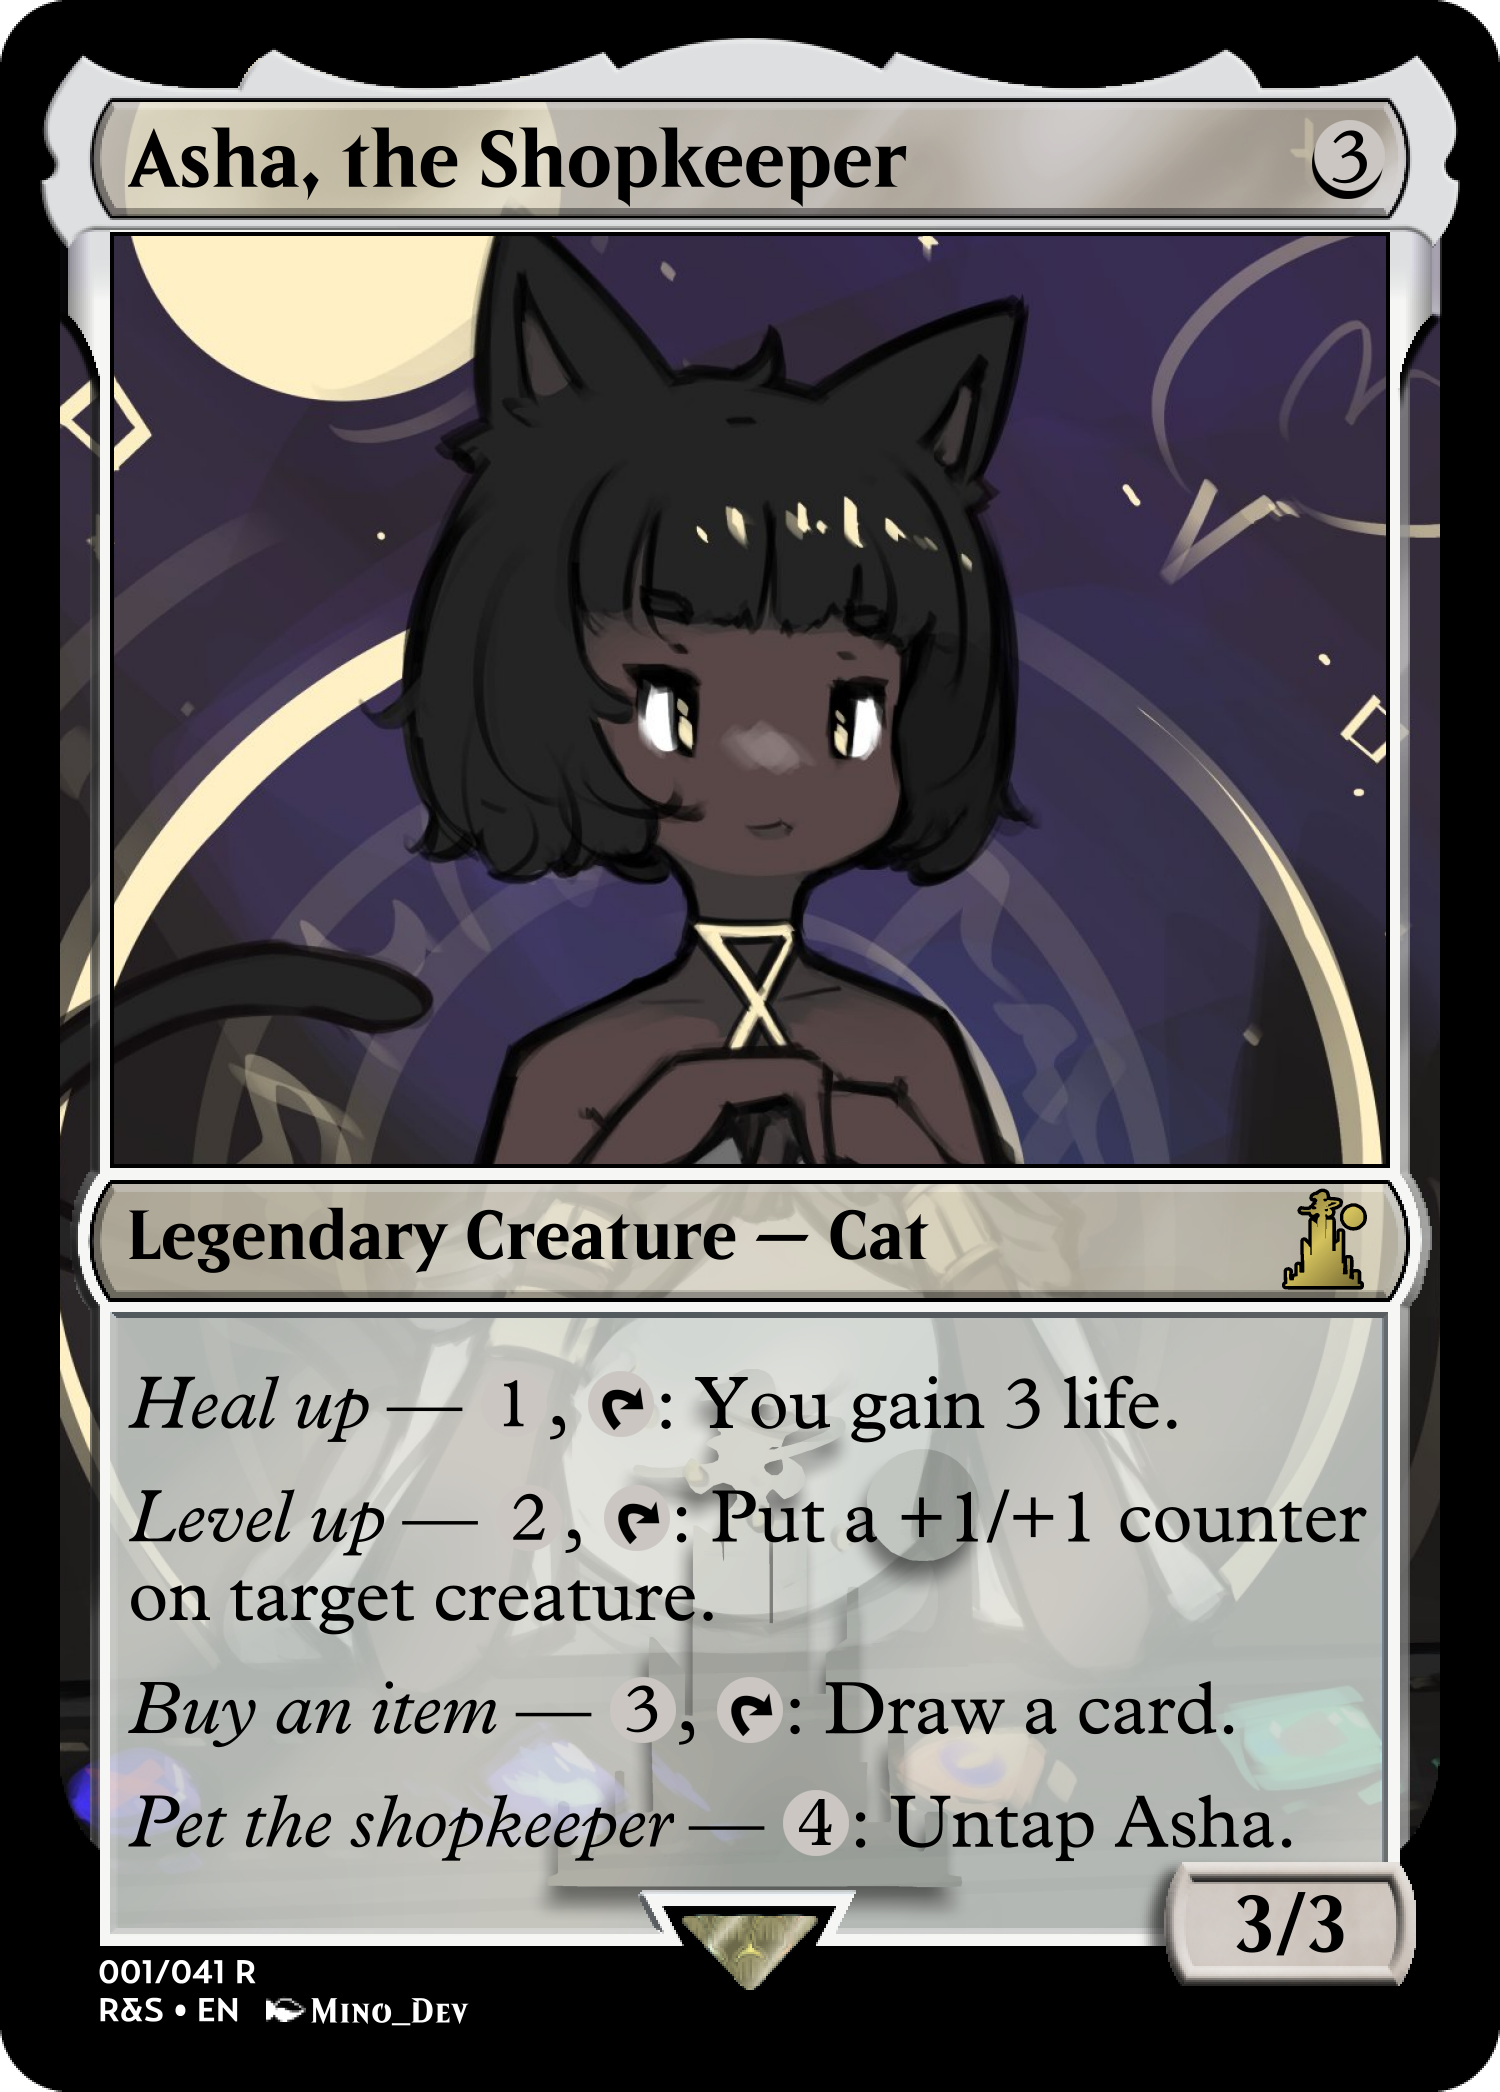 Asha, the Shopkeeper 3
Legendary Creature — Cat
Heal up — 1, : You gain 3 life.
Level up — 2, : Put a +1/+1 counter
on target creature.
Buy an item — 3, : Draw a card.
Pet the shopkeeper — 4: Untap Asha.
3/3
001/041 R
R&S • EN Mino_Dev